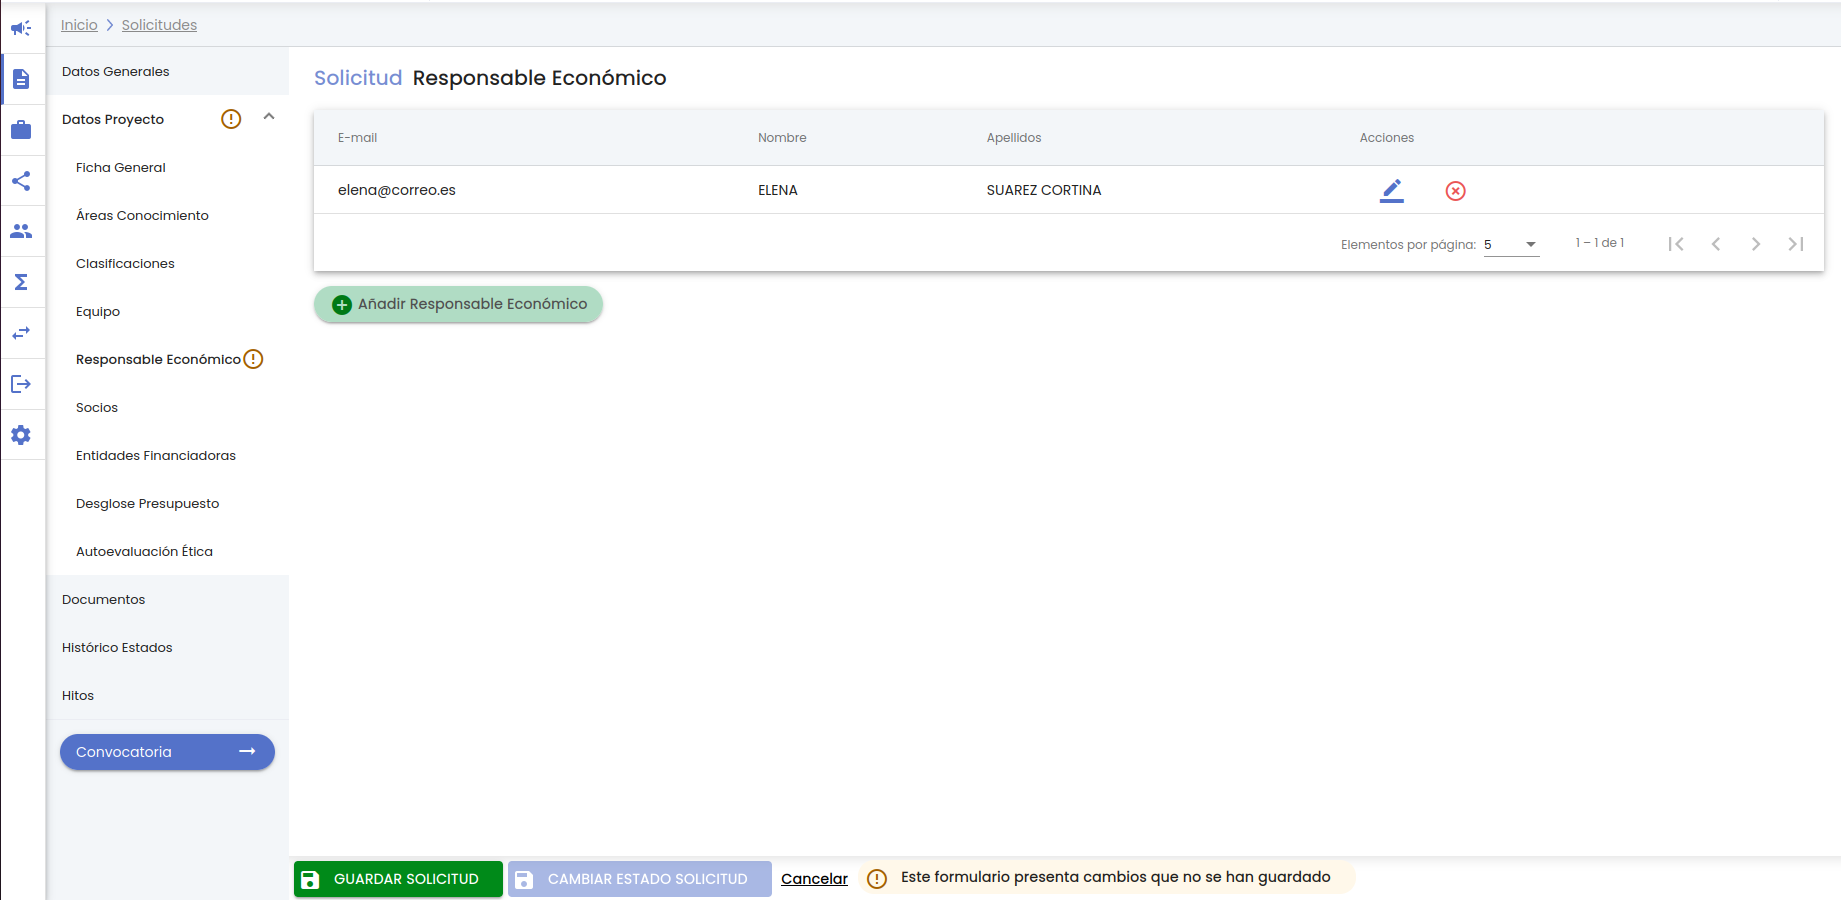 Inicio > Solicitudes
Datos Generales
Datos Proyecto
Ficha General
Áreas Conocimiento
Clasificaciones
Equipo
Responsable Económico
Socios
Entidades Financiadoras
Desglose Presupuesto
Autoevaluación Ética
Documentos
Histórico Estados
Hitos
Convocatoria
Solicitud Responsable Económico
E-mail Nombre Apellidos Acciones
elena@correo.es ELENA SUAREZ CORTINA
Elementos por página: 5 1 – 1 de 1
Añadir Responsable Económico
GUARDAR SOLICITUD CAMBIAR ESTADO SOLICITUD Cancelar Este formulario presenta cambios que no se han guardado